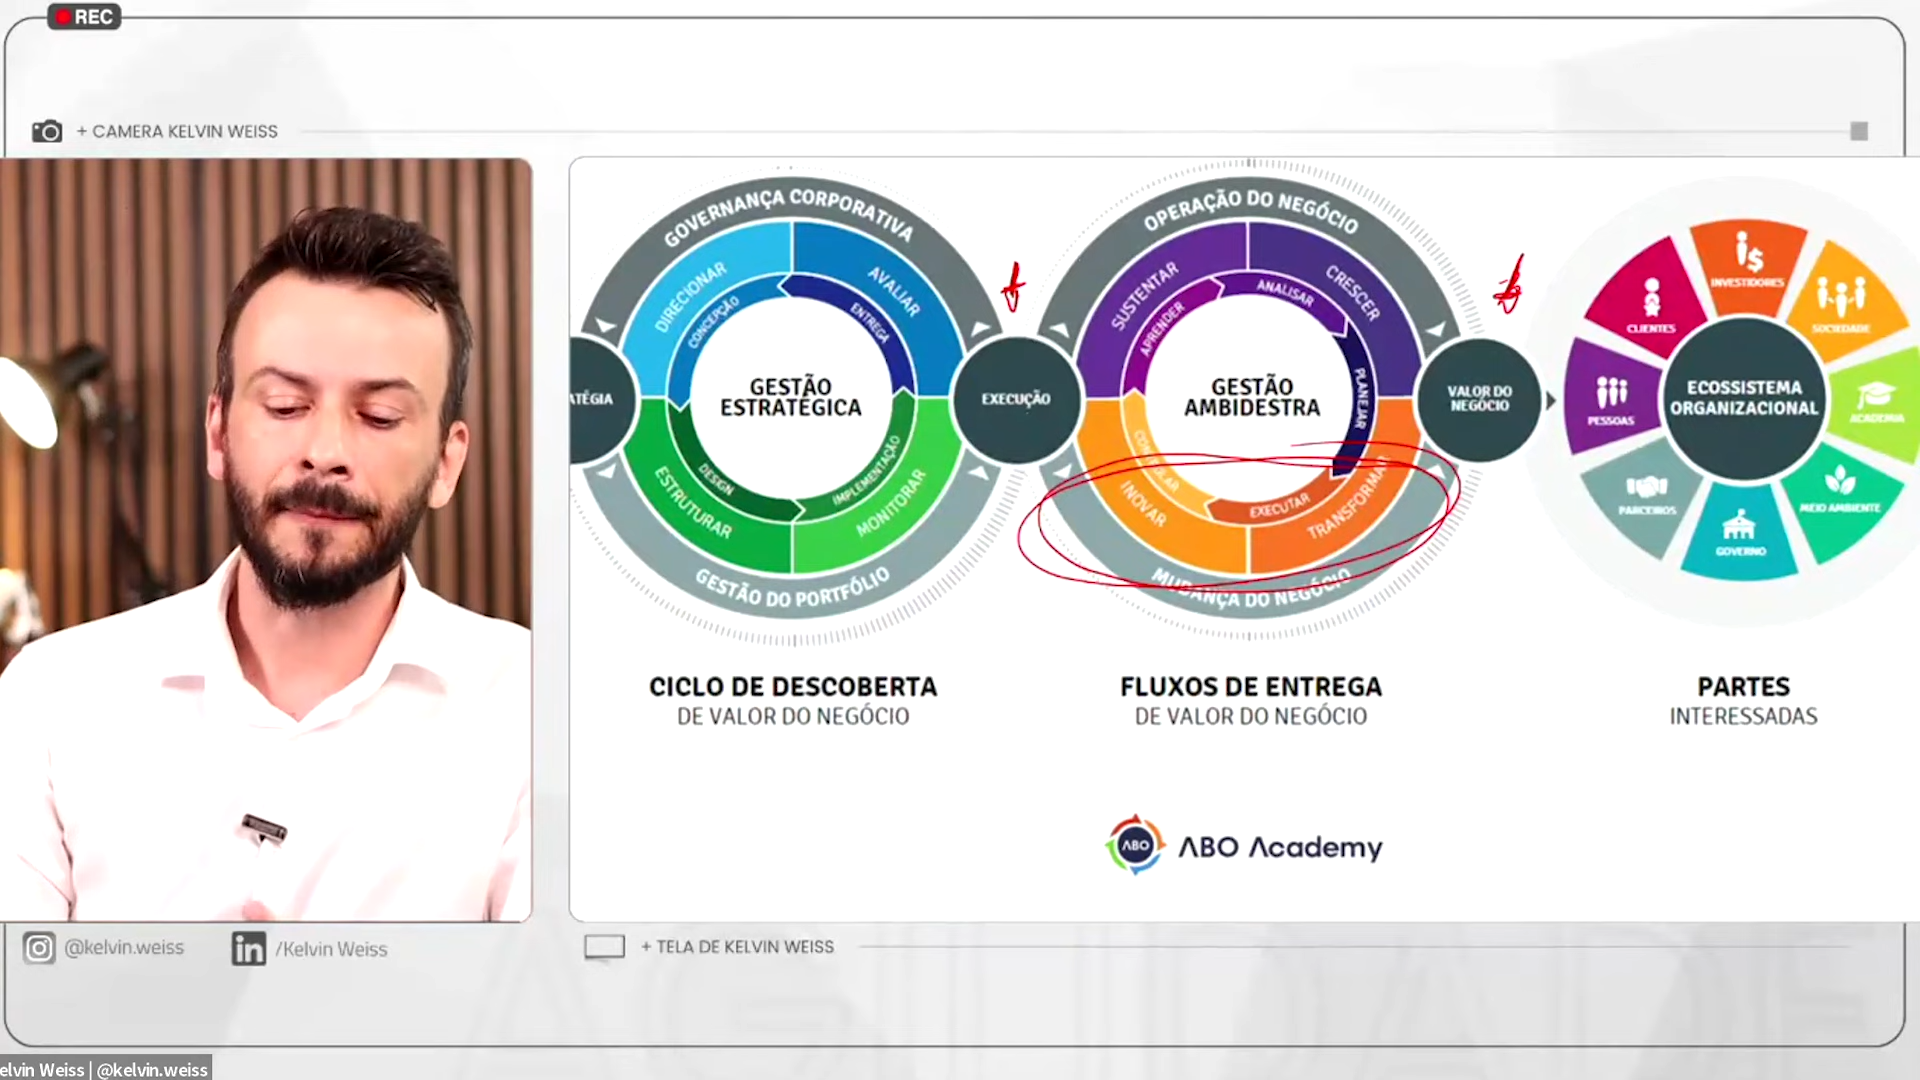 REC
+ CAMERA KELVIN WEISS
GOVERNANÇA CORPORATIVA
DIRECIONAR
AVALIAR
CONCEPÇÃO
ENTREGA
GESTÃO
ESTRATÉGICA
ATÉGIA
DESIGN
IMPLEMENTAÇÃO
ESTRUTURAR
MONITORAR
GESTÃO DO PORTFÓLIO
EXECUÇÃO
OPERAÇÃO DO NEGÓCIO
SUSTENTAR
CRESCER
APRENDER
ANALISAR
PLANEJAR
GESTÃO
AMBIDESTRA
EXECUTAR
INOVAR
TRANSFORMAR
MUDANÇA DO NEGÓCIO
VALOR DO
NEGÓCIO
INVESTIDORES
CLIENTES
SOCIEDADE
PESSOAS
ECOSSISTEMA
ORGANIZACIONAL
ACADEMIA
PARCEIROS
MEIO AMBIENTE
GOVERNO
CICLO DE DESCOBERTA
DE VALOR DO NEGÓCIO
FLUXOS DE ENTREGA
DE VALOR DO NEGÓCIO
PARTES
INTERESSADAS
ABO
ABO Academy
@kelvin.weiss
in
/Kelvin Weiss
+ TELA DE KELVIN WEISS
elvin Weiss | @kelvin.weiss